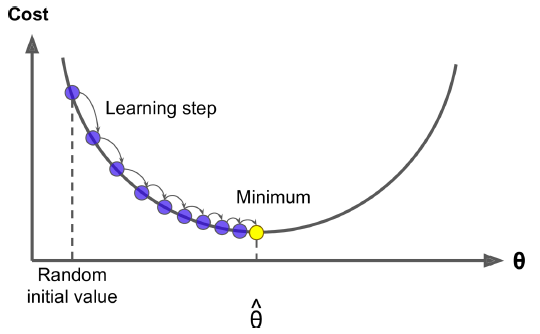 Cost
Learning step
Minimum
θ
Random
initial value
θ̂